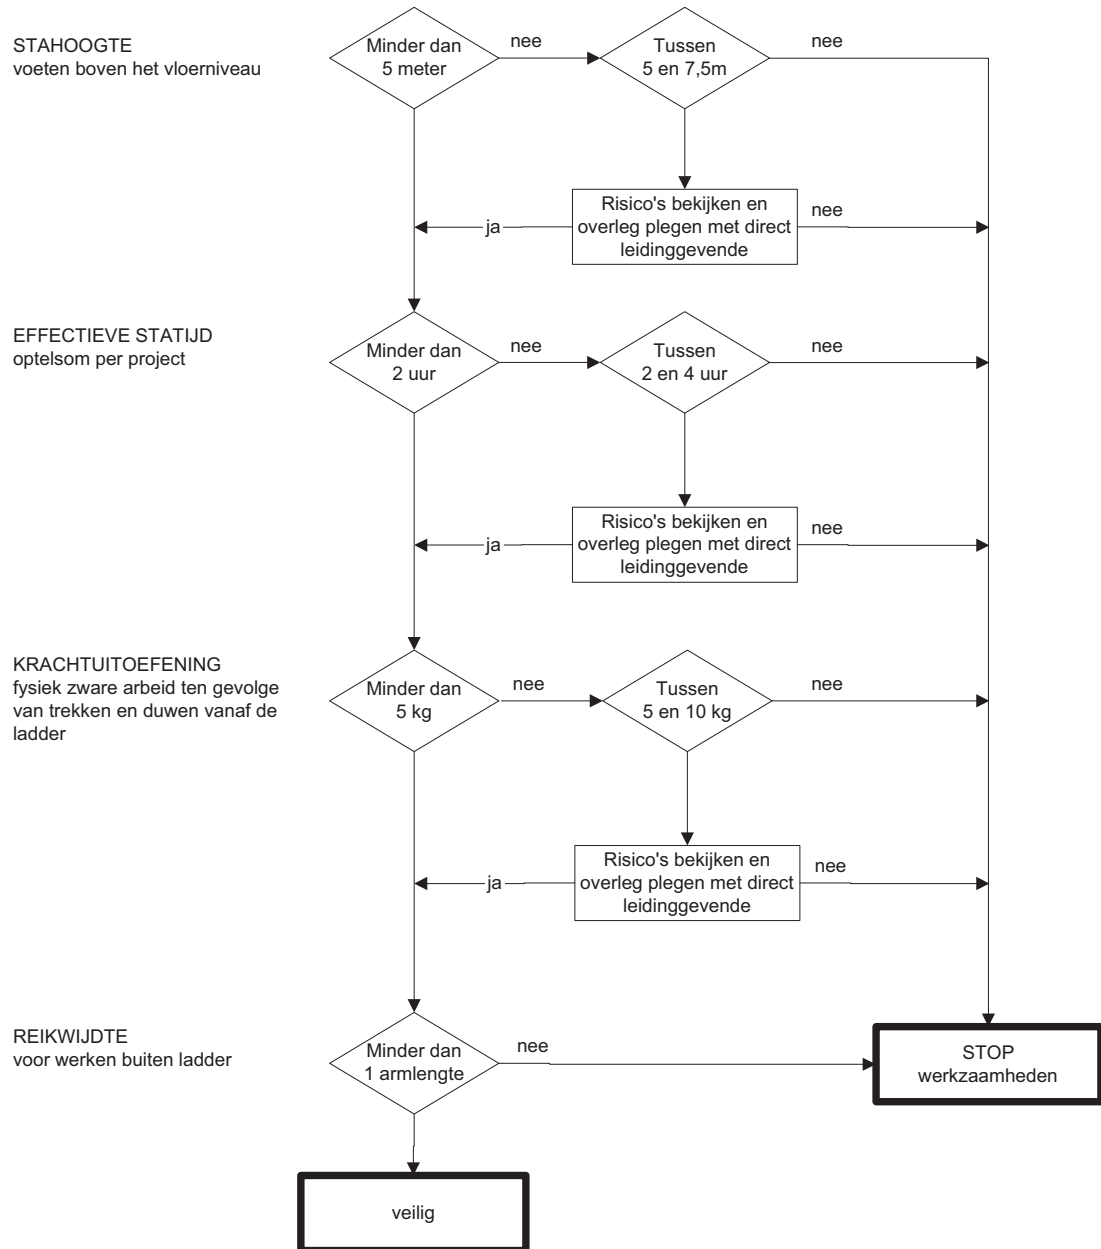 STAHOOGTE
voeten boven het vloerniveau
Minder dan
5 meter
nee
Tussen
5 en 7,5m
nee
Risico's bekijken en
overleg plegen met direct
leidinggevende
ja
nee
EFFECTIEVE STATIJD
optelsom per project
Minder dan
2 uur
nee
Tussen
2 en 4 uur
nee
Risico's bekijken en
overleg plegen met direct
leidinggevende
ja
nee
KRACHTUITOEFENING
fysiek zware arbeid ten gevolge
van trekken en duwen vanaf de
ladder
Minder dan
5 kg
nee
Tussen
5 en 10 kg
nee
Risico's bekijken en
overleg plegen met direct
leidinggevende
ja
nee
REIKWIJDTE
voor werken buiten ladder
Minder dan
1 armlengte
nee
STOP
werkzaamheden
veilig